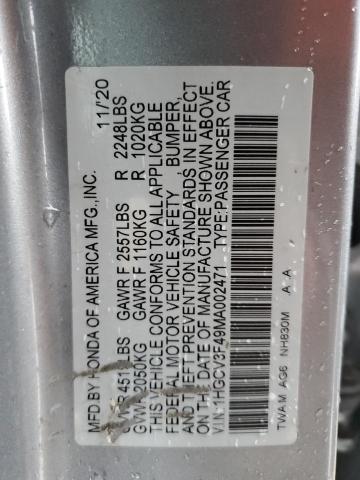 MFD.BY HONDA OF AMERICA MFG.,INC. 11/'20
GAWR F 2557LBS R 2248LBS
GVWR 2050KG GAWR F 1160KG R 1020KG
THIS VEHICLE CONFORMS TO ALL APPLICABLE
FEDERAL MOTOR VEHICLE SAFETY BUMPER,
AND THEFT PREVENTION STANDARDS IN EFFECT
ON THE DATE OF MANUFACTURE SHOWN ABOVE.
V.I.N:1HGCV3F49MA002471 TYPE:PASSENGER CAR
TWA M AG6 NH830M A A